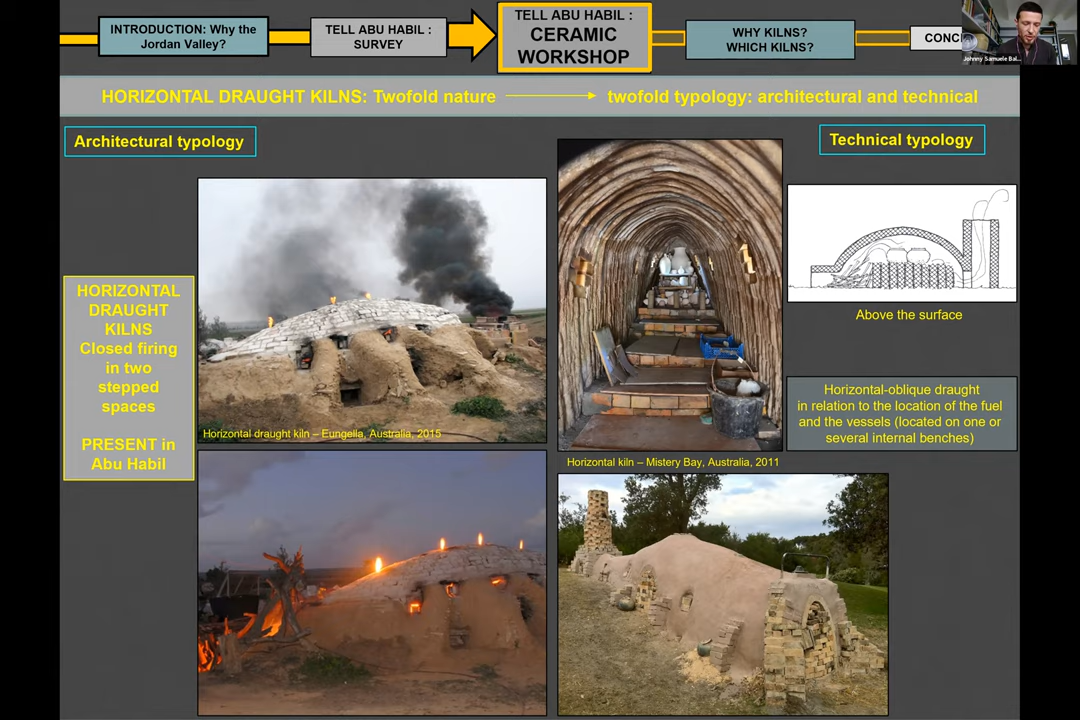 INTRODUCTION: Why the
Jordan Valley?
TELL ABU HABIL :
SURVEY
TELL ABU HABIL :
CERAMIC
WORKSHOP
WHY KILNS?
WHICH KILNS?
CONC
Johnny Samuele Bal...
HORIZONTAL DRAUGHT KILNS: Twofold nature
twofold typology: architectural and technical
Architectural typology
Technical typology
HORIZONTAL
DRAUGHT
KILNS
Closed firing
in two
stepped
spaces
PRESENT in
Abu Habil
Horizontal draught kiln – Eungella, Australia, 2015
Above the surface
Horizontal-oblique draught
in relation to the location of the fuel
and the vessels (located on one or
several internal benches)
Horizontal kiln – Mistery Bay, Australia, 2011